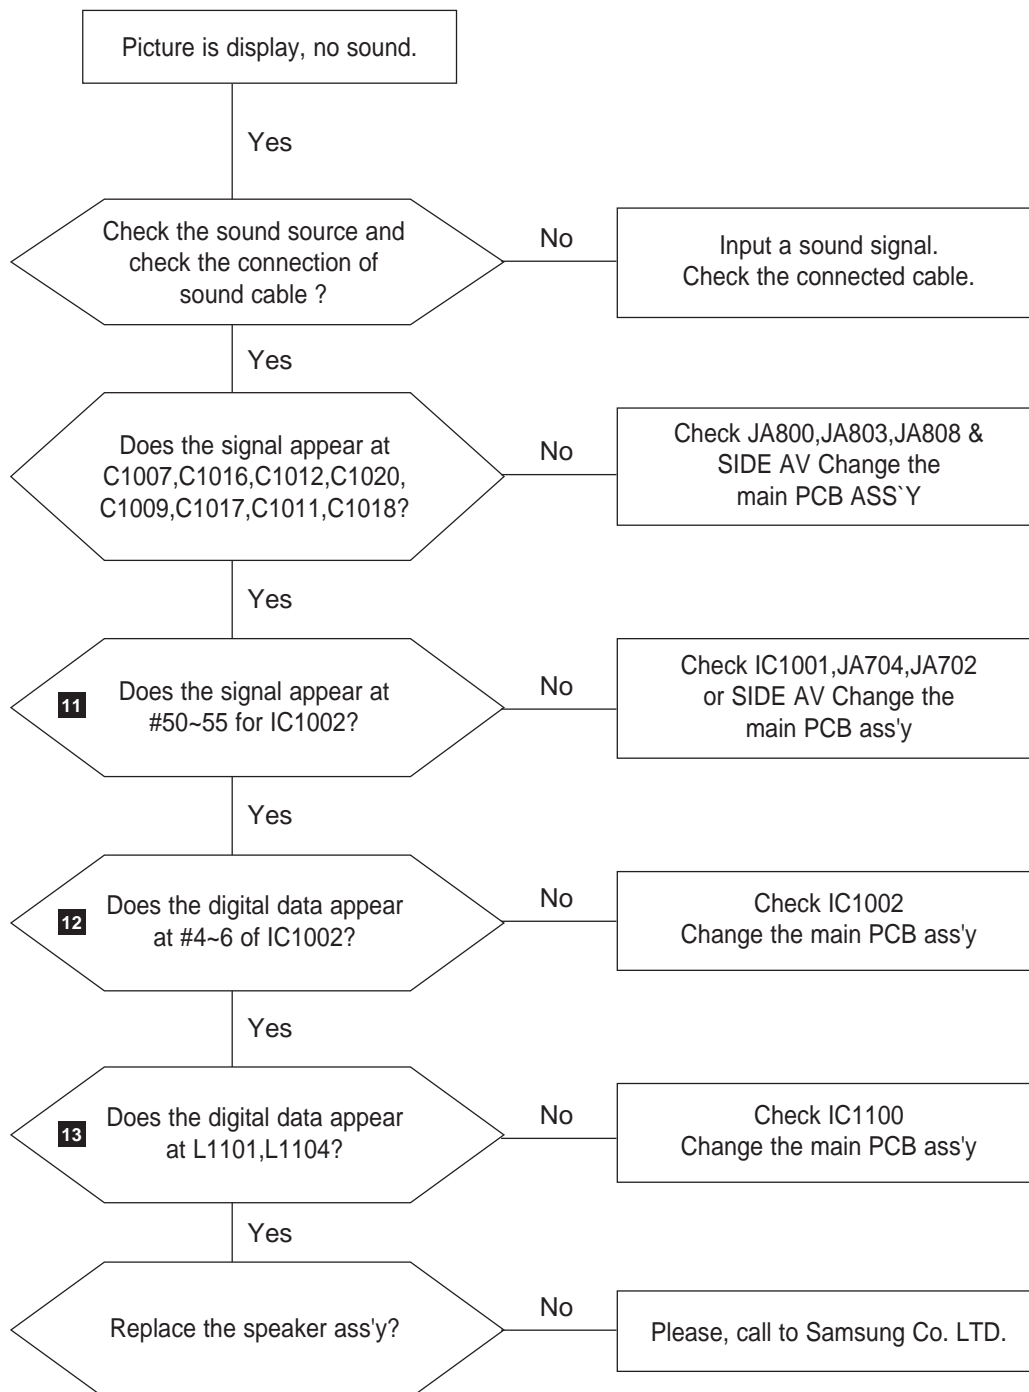 Picture is display, no sound.
Yes
Check the sound source and
check the connection of
sound cable ?
No
Input a sound signal.
Check the connected cable.
Yes
Does the signal appear at
C1007,C1016,C1012,C1020,
C1009,C1017,C1011,C1018?
No
Check JA800,JA803,JA808 &
SIDE AV Change the
main PCB ASS`Y
Yes
11
Does the signal appear at
#50~55 for IC1002?
No
Check IC1001,JA704,JA702
or SIDE AV Change the
main PCB ass'y
Yes
12
Does the digital data appear
at #4~6 of IC1002?
No
Check IC1002
Change the main PCB ass'y
Yes
13
Does the digital data appear
at L1101,L1104?
No
Check IC1100
Change the main PCB ass'y
Yes
Replace the speaker ass'y?
No
Please, call to Samsung Co. LTD.